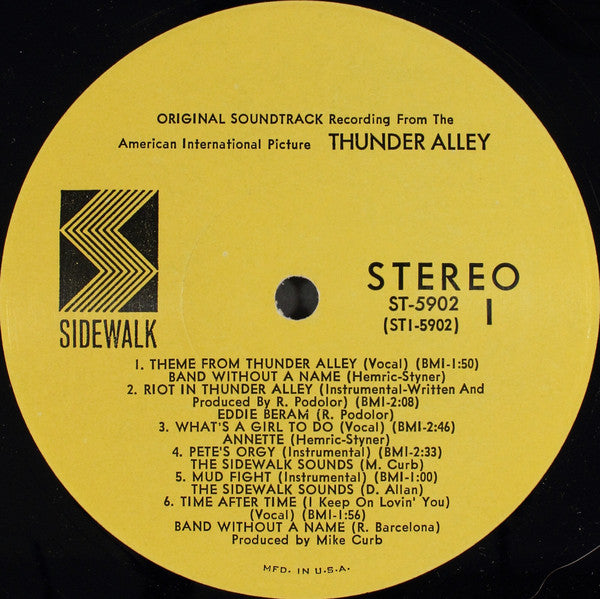 ORIGINAL SOUNDTRACK Recording From The
American International Picture THUNDER ALLEY
SIDEWALK
STEREO
ST-5902
(ST1-5902)
1
1. THEME FROM THUNDER ALLEY (Vocal) (BMI-1:50)
BAND WITHOUT A NAME (Hemric-Styner)
2. RIOT IN THUNDER ALLEY (Instrumental-Written And
Produced By R. Podolor) (BMI-2:08)
EDDIE BERAM (R. Podolor)
3. WHAT'S A GIRL TO DO (Vocal) (BMI-2:46)
ANNETTE (Hemric-Styner)
4. PETE'S ORGY (Instrumental) (BMI-2:33)
THE SIDEWALK SOUNDS (M. Curb)
5. MUD FIGHT (Instrumental) (BMI-1:00)
THE SIDEWALK SOUNDS (D. Allan)
6. TIME AFTER TIME (I Keep On Lovin' You)
(Vocal) (BMI-1:56)
BAND WITHOUT A NAME (R. Barcelona)
Produced by Mike Curb
MFD. IN U.S.A.